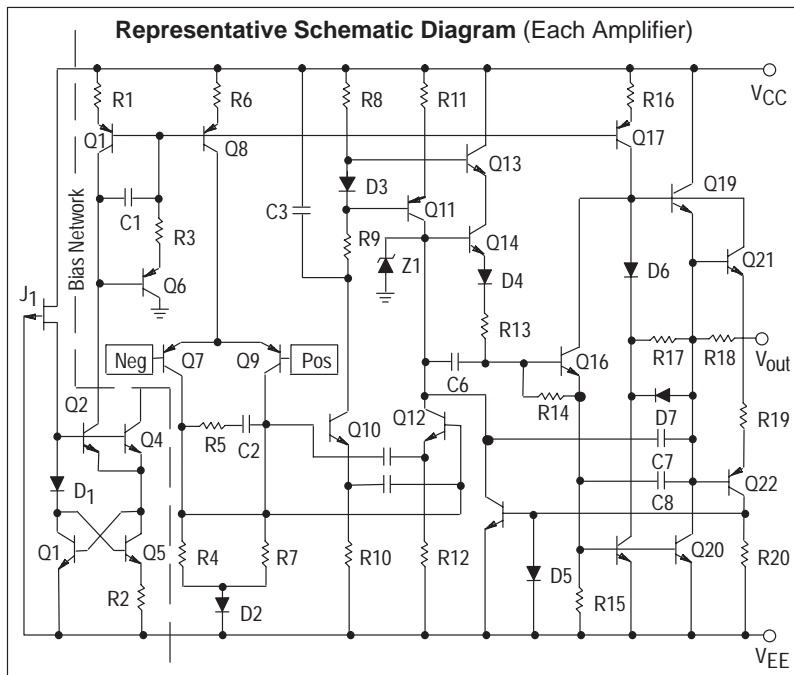 Representative Schematic Diagram (Each Amplifier)
VCC
R1
R6
R8
R11
R16
Q1
Q8
Q17
Q13
Q19
D3
C1
C3
Q11
Bias Network
R3
R9
Q14
Q21
Z1
D4
D6
Q6
J1
R13
Neg
Q7
Q9
Pos
Q16
R17
R18
Vout
C6
Q2
Q4
R14
D7
R5
C2
Q10
Q12
R19
C7
D1
C8
Q22
Q1
Q5
R4
R7
R10
R12
D5
Q20
R20
R2
D2
R15
VEE